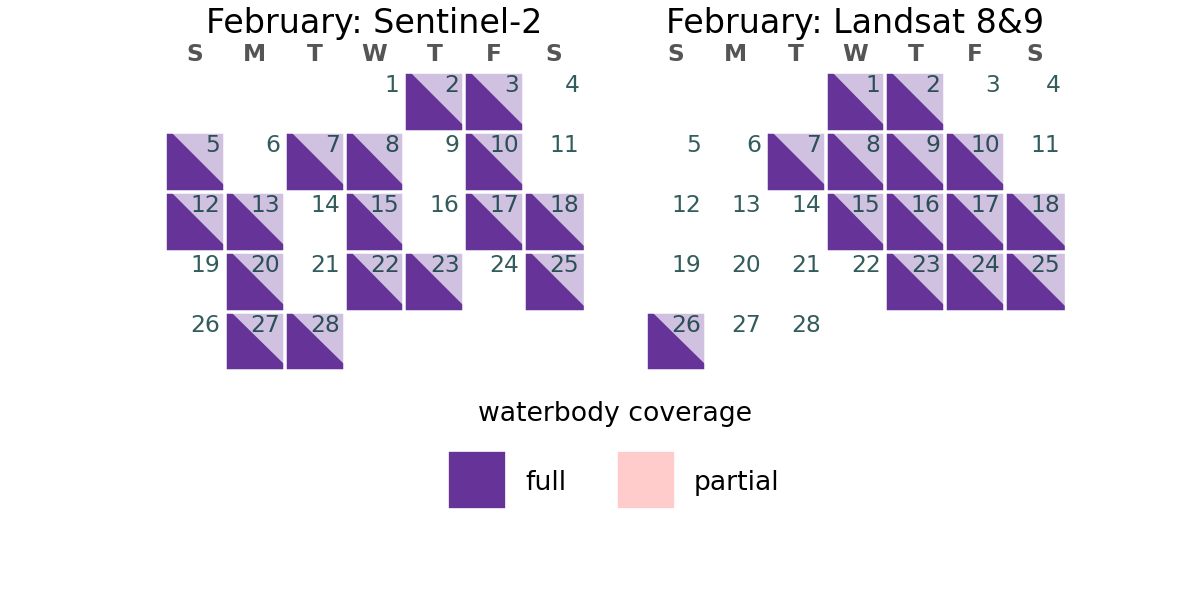 February: Sentinel-2
S M T W T F S
1 2 3 4
5 6 7 8 9 10 11
12 13 14 15 16 17 18
19 20 21 22 23 24 25
26 27 28
February: Landsat 8&9
S M T W T F S
1 2 3 4
5 6 7 8 9 10 11
12 13 14 15 16 17 18
19 20 21 22 23 24 25
26 27 28
waterbody coverage
full partial